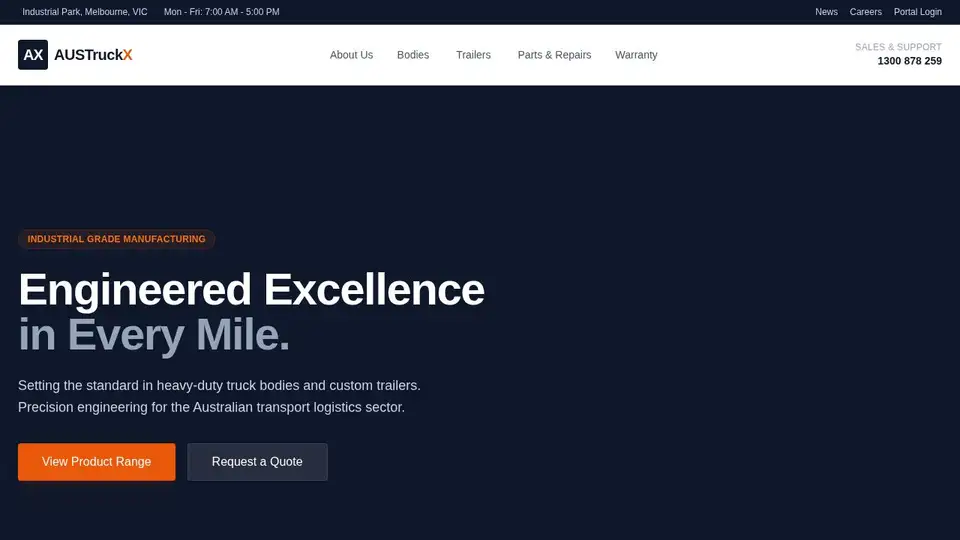 Industrial Park, Melbourne, VIC Mon - Fri: 7:00 AM - 5:00 PM News Careers Portal Login
AX AUSTruckX About Us Bodies Trailers Parts & Repairs Warranty
SALES & SUPPORT
1300 878 259
INDUSTRIAL GRADE MANUFACTURING
Engineered Excellence
in Every Mile.
Setting the standard in heavy-duty truck bodies and custom trailers.
Precision engineering for the Australian transport logistics sector.
View Product Range Request a Quote